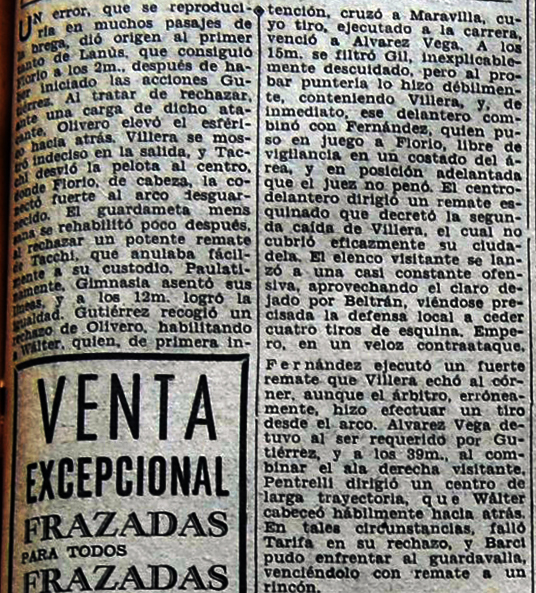 UN error, que se reproduci-
ría en muchos pasajes de
la brega, dió origen al primer
tanto de Lanús, que consiguió
Florio a los 2m., después de ha-
ber iniciado las acciones Gu-
tiérrez. Al tratar de rechazar,
ante una carga de dicho ata-
cante, Olivero elevó el esféri-
co hacia atrás. Villera se mos-
tró indeciso en la salida, y Tac-
chi desvió la pelota al centro,
donde Florio, de cabeza, la co-
nectó fuerte al arco desguar-
necido. El guardameta mens
sana se rehabilitó poco después,
al rechazar un potente remate
de Tacchi, que anulaba fácil-
mente a su custodio. Paulati-
namente, Gimnasia asentó sus
líneas, y a los 12m. logró la
igualdad. Gutiérrez recogió un
rechazo de Olivero, habilitando
a Wálter, quien, de primera in-
tención, cruzó a Maravilla, cu-
yo tiro, ejecutado a la carrera,
venció a Alvarez Vega. A los
15m. se filtró Gil, inexplicable-
mente descuidado, pero al pro-
bar puntería lo hizo débilmen-
te, conteniendo Villera, y, de
inmediato, ese delantero com-
binó con Fernández, quien pu-
so en juego a Florio, libre de
vigilancia en un costado del á-
rea, y en posición adelantada
que el juez no penó. El centro-
delantero dirigió un remate es-
quinado que decretó la segun-
da caída de Villera, el cual no
cubrió eficazmente su ciuda-
dela. El elenco visitante se lan-
zó a una casi constante ofen-
siva, aprovechando el claro de-
jado por Beltrán, viéndose pre-
cisada la defensa local a ceder
cuatro tiros de esquina. Empe-
ro, en un veloz contraataque,
Fernández ejecutó un fuerte
remate que Villera echó al cór-
ner, aunque el árbitro, errónea-
mente, hizo efectuar un tiro
desde el arco. Alvarez Vega de-
tuvo al ser requerido por Gu-
tiérrez, y a los 39m., al com-
binar el ala derecha visitante,
Pentrelli dirigió un centro de
larga trayectoria, que Wálter
cabeceó hábilmente hacia atrás.
En tales circunstancias, falló
Tarifa en su rechazo, y Barci
pudo enfrentar al guardavalla,
venciéndolo con remate a un
rincón.
VENTA
EXCEPCIONAL
FRAZADAS
PARA TODOS
FRAZADAS